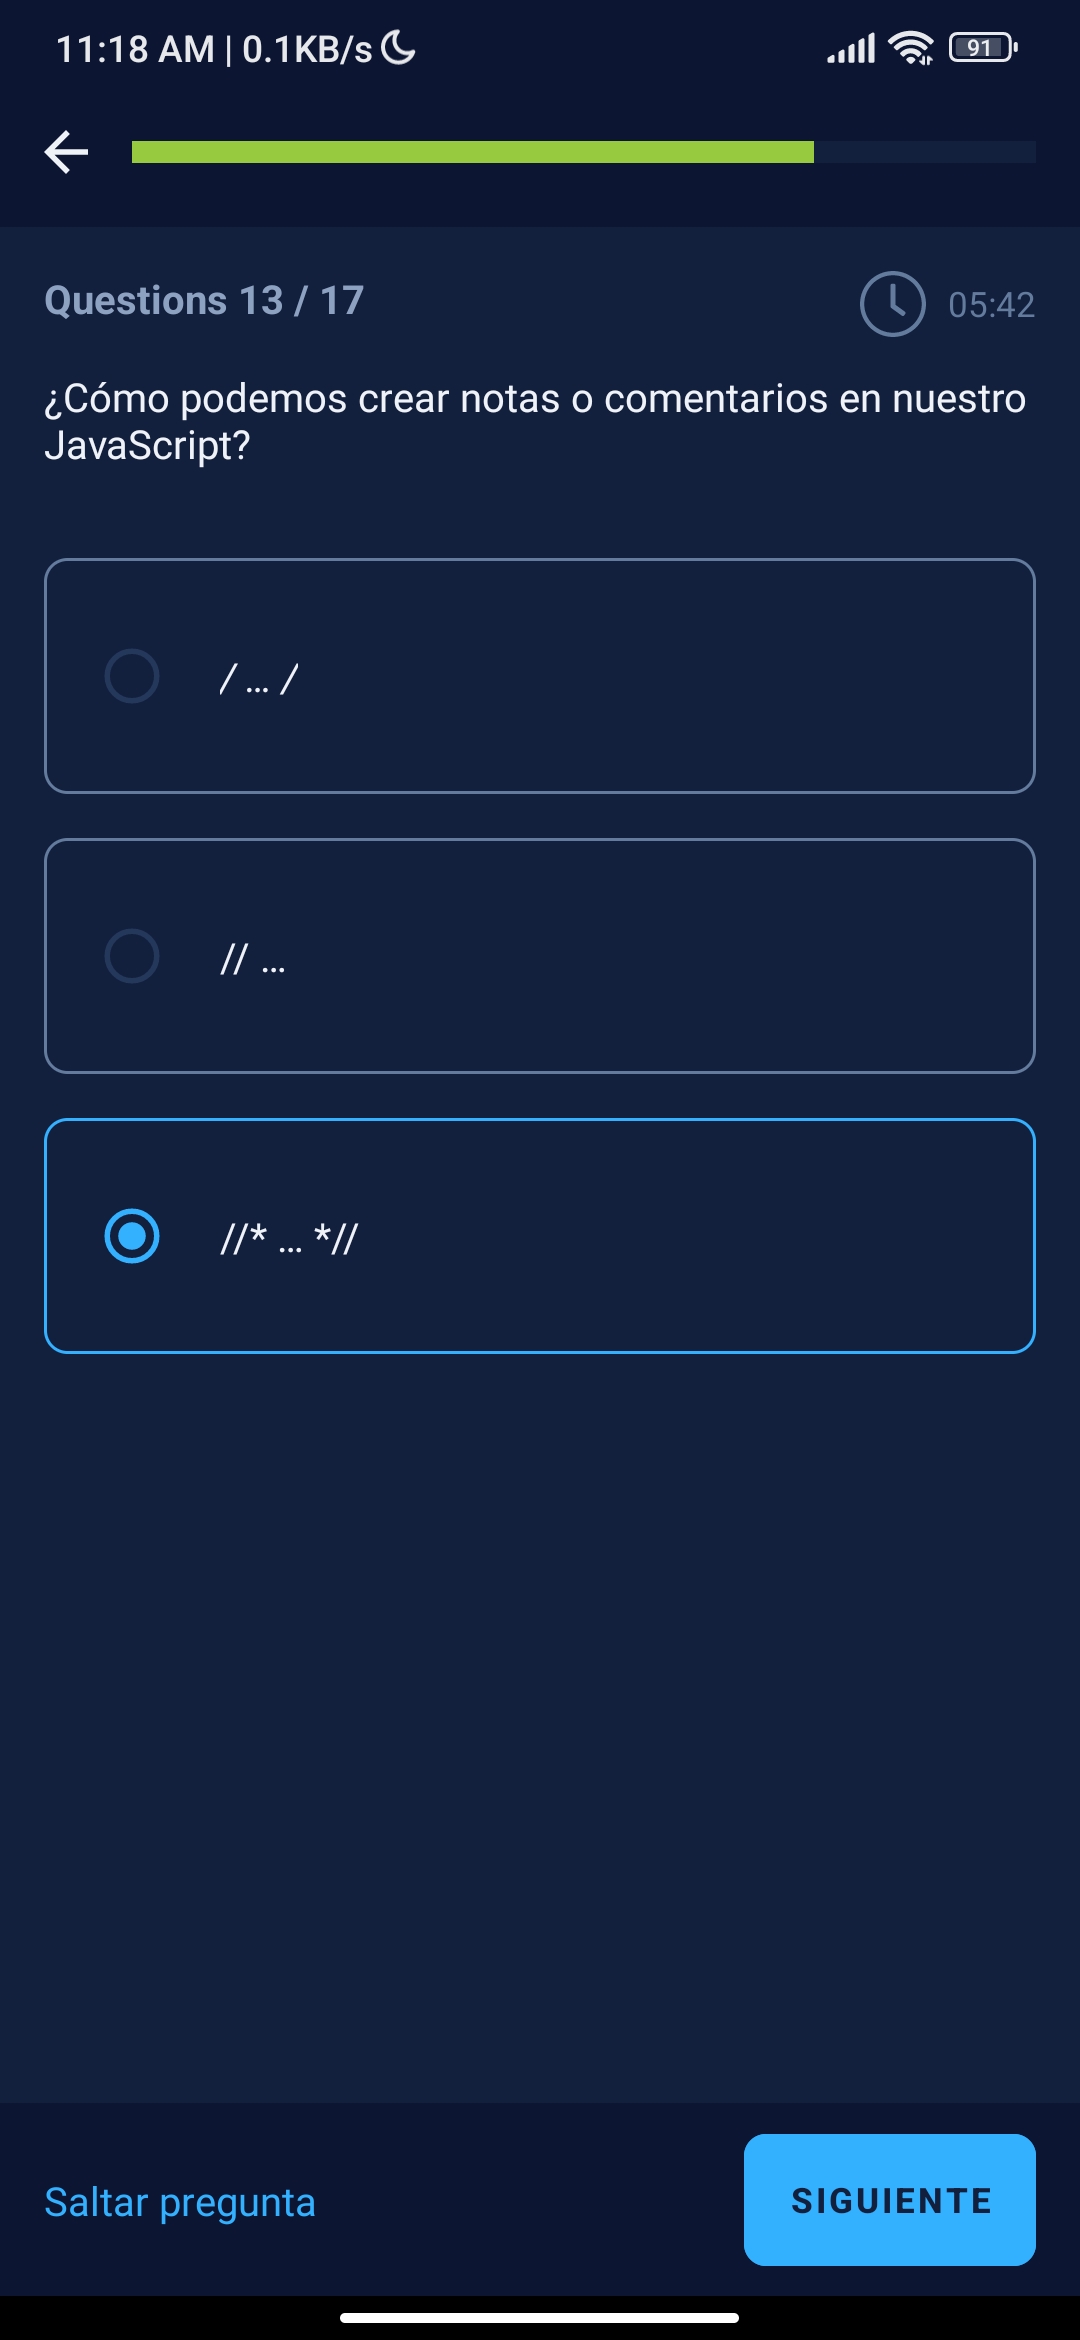 11:18 AM | 0.1KB/s
91
Questions 13 / 17
05:42
¿Cómo podemos crear notas o comentarios en nuestro
JavaScript?
/ ... /
// ...
//* ... *//
Saltar pregunta
SIGUIENTE